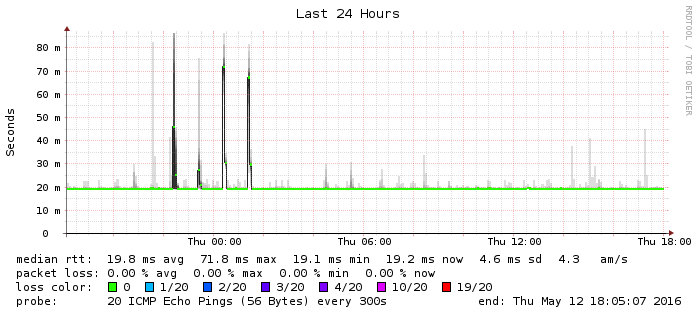 Last 24 Hours
RRDTOOL / TOBI OETIKER
Seconds
80 m
70 m
60 m
50 m
40 m
30 m
20 m
10 m
0
Thu 00:00 Thu 06:00 Thu 12:00 Thu 18:00
median rtt: 19.8 ms avg 71.8 ms max 19.1 ms min 19.2 ms now 4.6 ms sd 4.3 am/s
packet loss: 0.00 % avg 0.00 % max 0.00 % min 0.00 % now
loss color: 0 1/20 2/20 3/20 4/20 10/20 19/20
probe: 20 ICMP Echo Pings (56 Bytes) every 300s end: Thu May 12 18:05:07 2016